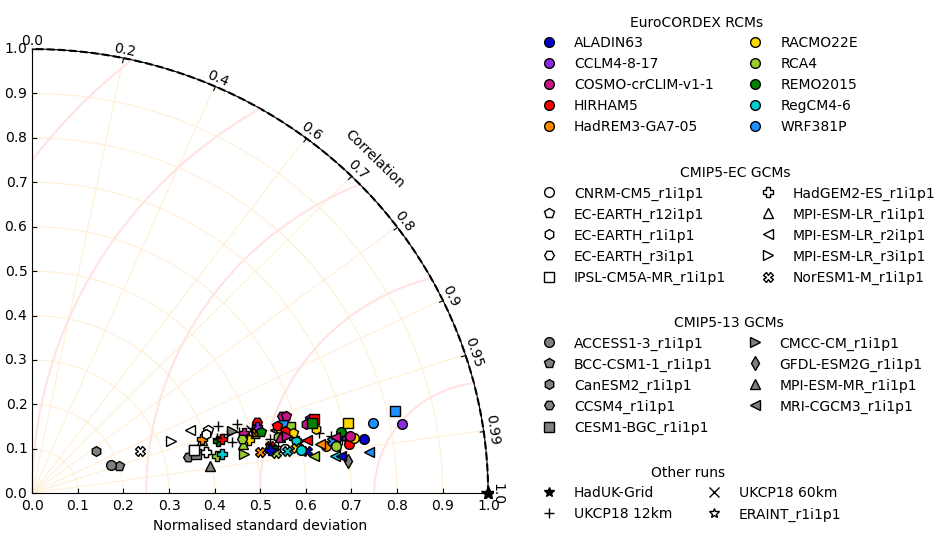 EuroCORDEX RCMs
ALADIN63 RACMO22E
CCLM4-8-17 RCA4
COSMO-crCLIM-v1-1 REMO2015
HIRHAM5 RegCM4-6
HadREM3-GA7-05 WRF381P
CMIP5-EC GCMs
CNRM-CM5_r1i1p1 HadGEM2-ES_r1i1p1
EC-EARTH_r12i1p1 MPI-ESM-LR_r1i1p1
EC-EARTH_r1i1p1 MPI-ESM-LR_r2i1p1
EC-EARTH_r3i1p1 MPI-ESM-LR_r3i1p1
IPSL-CM5A-MR_r1i1p1 NorESM1-M_r1i1p1
CMIP5-13 GCMs
ACCESS1-3_r1i1p1 CMCC-CM_r1i1p1
BCC-CSM1-1_r1i1p1 GFDL-ESM2G_r1i1p1
CanESM2_r1i1p1 MPI-ESM-MR_r1i1p1
CCSM4_r1i1p1 MRI-CGCM3_r1i1p1
CESM1-BGC_r1i1p1
Other runs
HadUK-Grid UKCP18 60km
UKCP18 12km ERAINT_r1i1p1
1.0
0.9
0.8
0.7
0.6
0.5
0.4
0.3
0.2
0.1
0.0
0.0 0.2 0.4 0.6 0.7 0.8 0.9 0.95 0.99 1.0
Correlation
0.0 0.1 0.2 0.3 0.4 0.5 0.6 0.7 0.8 0.9 1.0
Normalised standard deviation